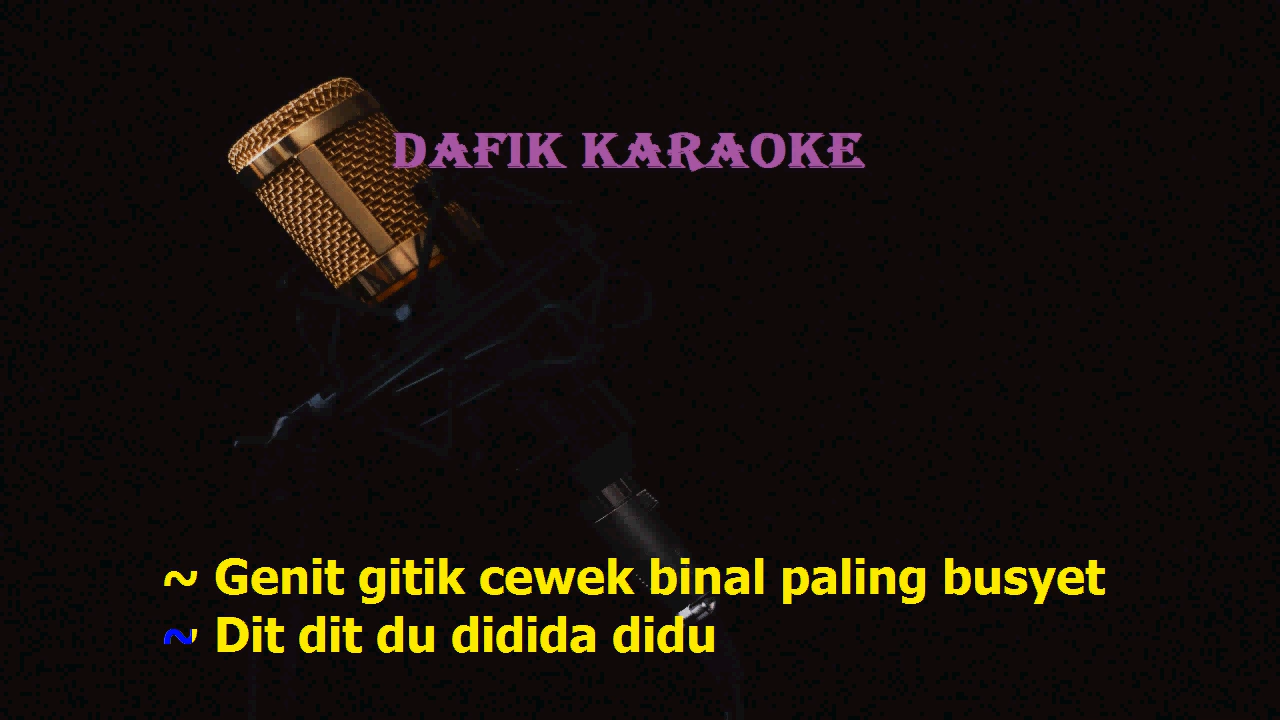 DAFIK KARAOKE
~ Genit gitik cewek binal paling busyet
~ Dit dit du didida didu